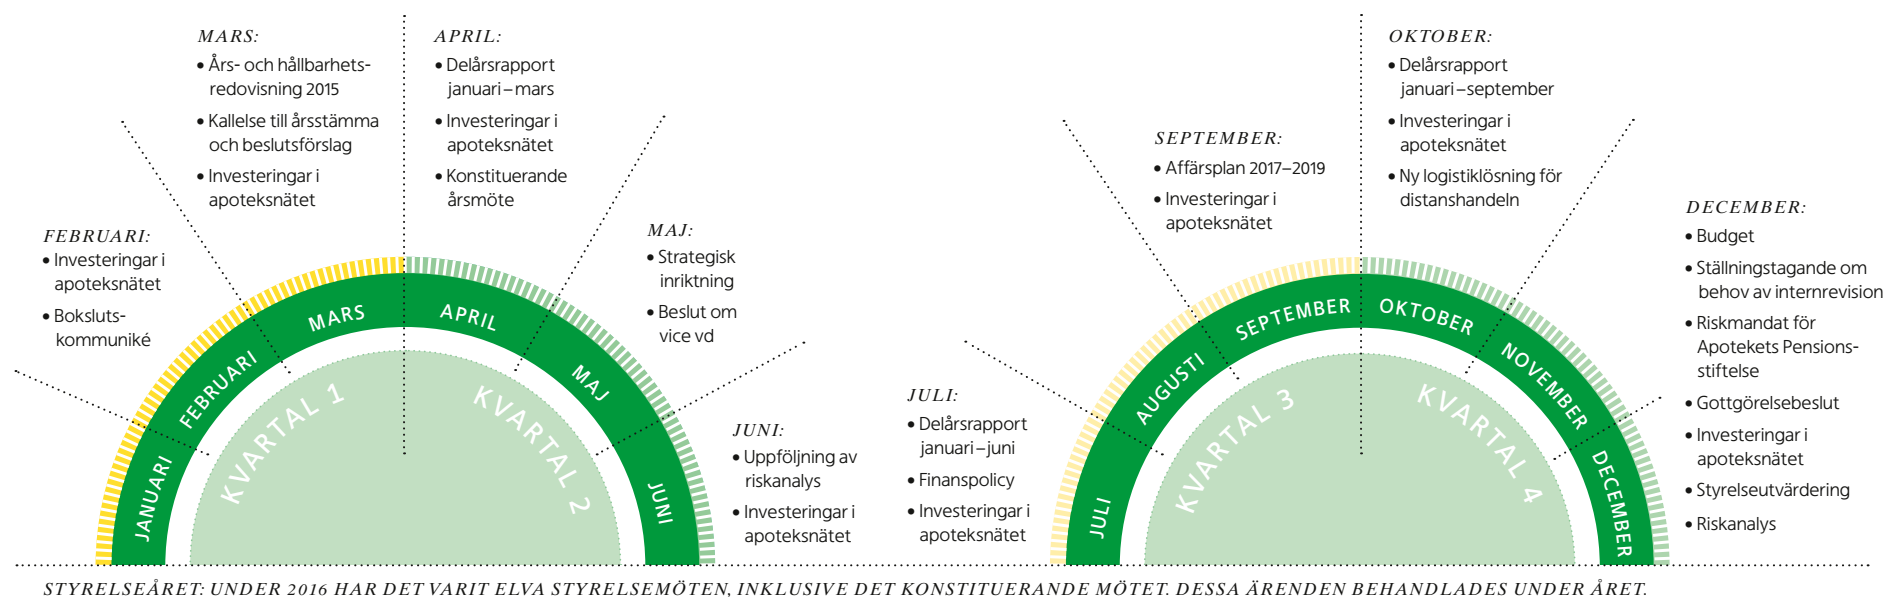 MARS:
• Års- och hållbarhets-
redovisning 2015
• Kallelse till årsstämma
och beslutsförslag
• Investeringar i
apoteksnätet
APRIL:
• Delårsrapport
januari–mars
• Investeringar i
apoteksnätet
• Konstituerande
årsmöte
FEBRUARI:
• Investeringar i
apoteksnätet
• Boksluts-
kommuniké
MAJ:
• Strategisk
inriktning
• Beslut om
vice vd
JUNI:
• Uppföljning av
riskanalys
• Investeringar i
apoteksnätet
JANUARI
FEBRUARI
MARS
APRIL
MAJ
JUNI
KVARTAL 1
KVARTAL 2
JULI:
• Delårsrapport
januari–juni
• Finanspolicy
• Investeringar i
apoteksnätet
SEPTEMBER:
• Affärsplan 2017–2019
• Investeringar i
apoteksnätet
OKTOBER:
• Delårsrapport
januari–september
• Investeringar i
apoteksnätet
• Ny logistiklösning för
distanshandeln
DECEMBER:
• Budget
• Ställningstagande om
behov av internrevision
• Riskmandat för
Apotekets Pensions-
stiftelse
• Gottgörelsebeslut
• Investeringar i
apoteksnätet
• Styrelseutvärdering
• Riskanalys
JULI
AUGUSTI
SEPTEMBER
OKTOBER
NOVEMBER
DECEMBER
KVARTAL 3
KVARTAL 4
STYRELSEÅRET: UNDER 2016 HAR DET VARIT ELVA STYRELSEMÖTEN, INKLUSIVE DET KONSTITUERANDE MÖTET. DESSA ÄRENDEN BEHANDLADES UNDER ÅRET.